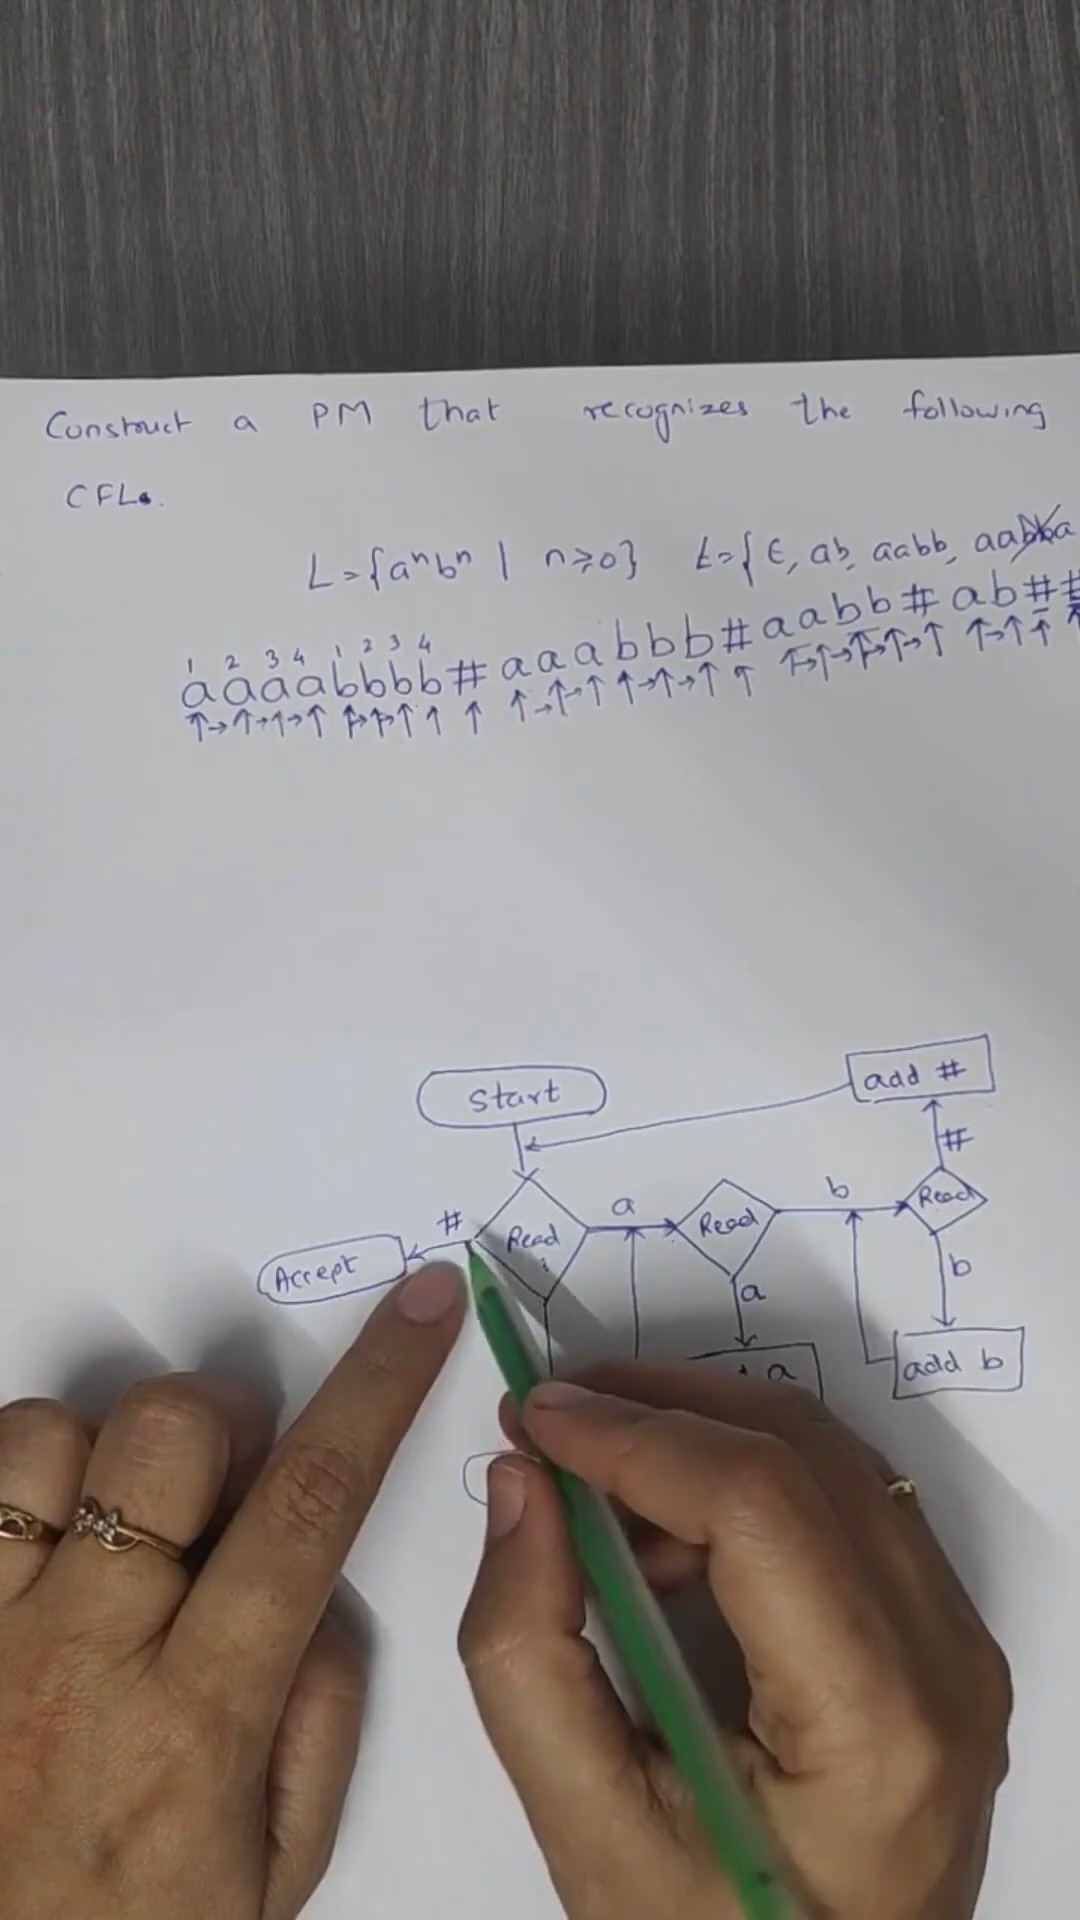 Construct a PM that recognizes the following
CFL.
L = {aⁿbⁿ | n ≥ 0} L = {ϵ, ab, aabb,
1 2 3 4 1 2 3 4
aaaabbbb#aaabbb#aabb#ab##
add #
Start
#
b
a
Read
#
Read
Read
Accept
a
b
a
add b